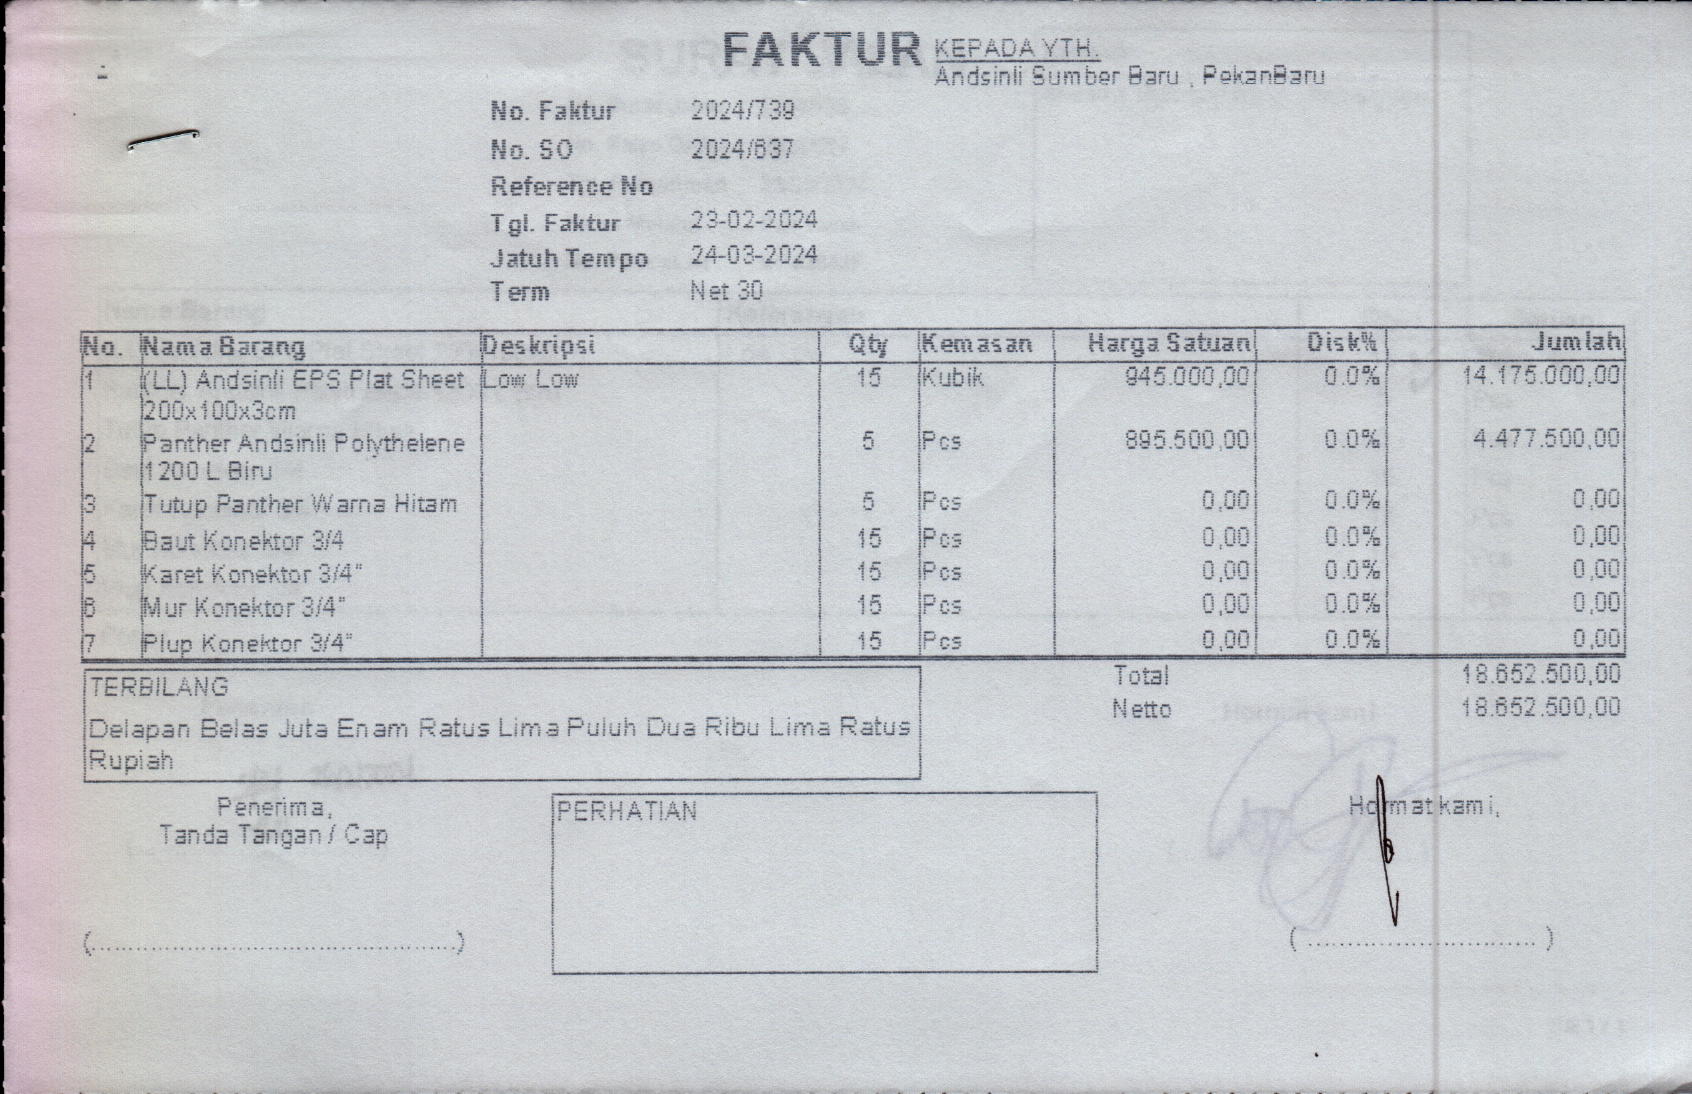 FAKTUR
KEPADA YTH.
Andsinli Sumber Baru , PekanBaru
No. Faktur 2024/739
No. SO 2024/637
Reference No
Tgl. Faktur 23-02-2024
Jatuh Tempo 24-03-2024
Term Net 30
No. Nama Barang Deskripsi Qty Kemasan Harga Satuan Disk% Jumlah
1 (LL) Andsinli EPS Plat Sheet Low Low 15 Kubik 945.000,00 0.0% 14.175.000,00
200x100x3cm
2 Panther Andsinli Polythelene 5 Pcs 895.500,00 0.0% 4.477.500,00
1200 L Biru
3 Tutup Panther Warna Hitam 5 Pcs 0,00 0.0% 0,00
4 Baut Konektor 3/4 15 Pcs 0,00 0.0% 0,00
5 Karet Konektor 3/4" 15 Pcs 0,00 0.0% 0,00
6 Mur Konektor 3/4" 15 Pcs 0,00 0.0% 0,00
7 Plup Konektor 3/4" 15 Pcs 0,00 0.0% 0,00
Total 18.652.500,00
Netto 18.652.500,00
TERBILANG
Delapan Belas Juta Enam Ratus Lima Puluh Dua Ribu Lima Ratus
Rupiah
Penerima,
Tanda Tangan / Cap
PERHATIAN
Hormat kami,
(................................................)
( .............................. )